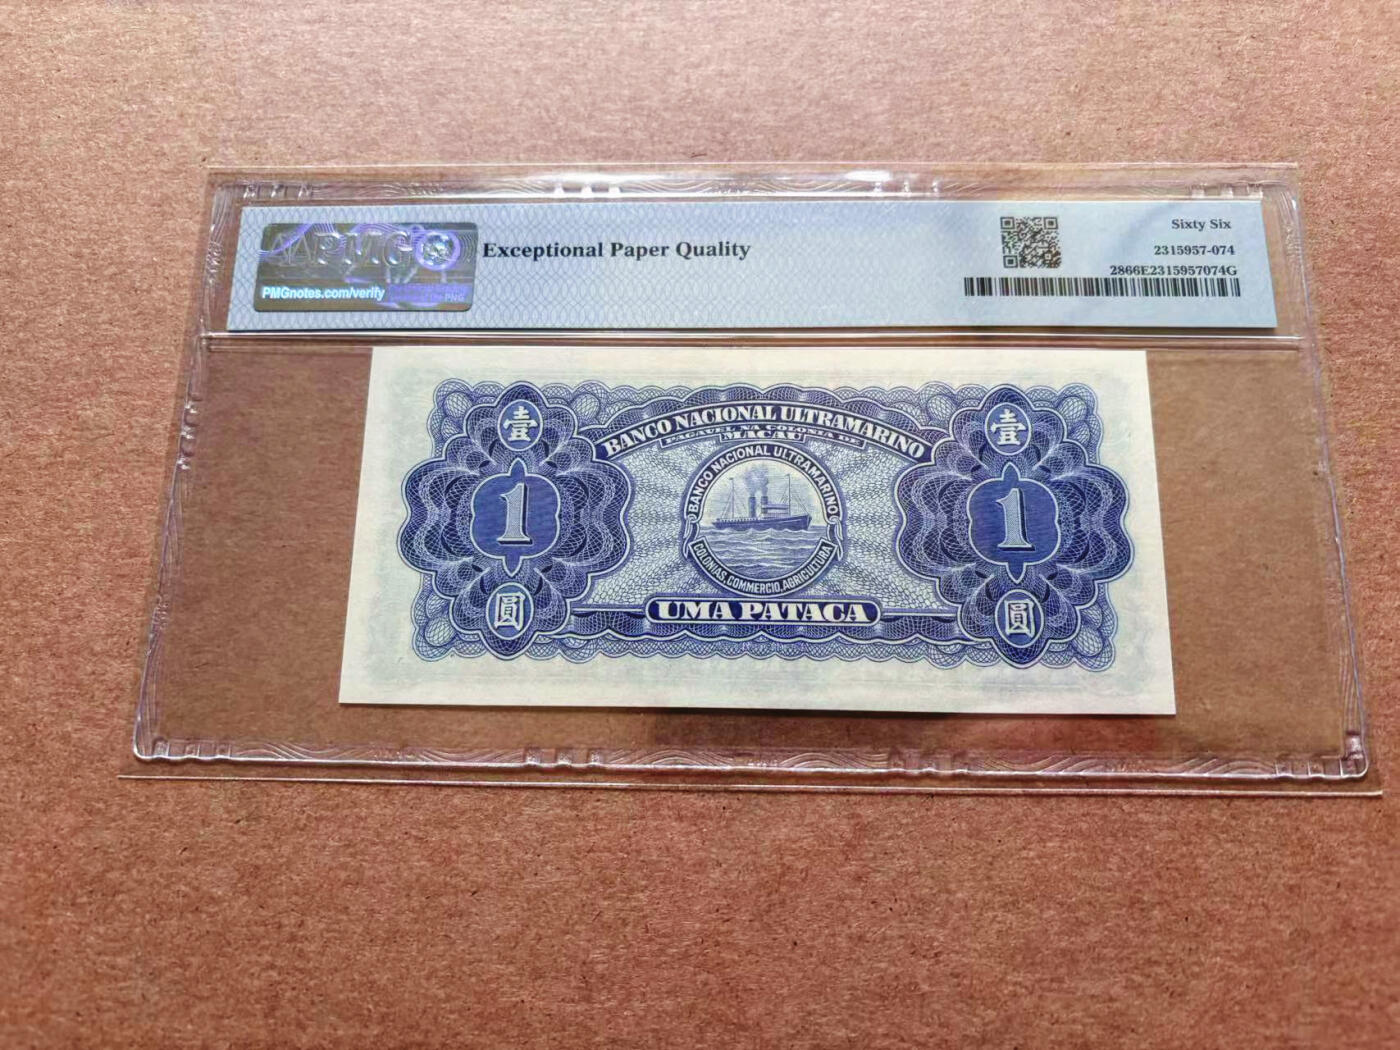 PMG
PMGnotes.com/verify
Exceptional Paper Quality
Sixty Six
2315957-074
2866E2315957074G
壹
壹
BANCO NACIONAL ULTRAMARINO
PAGAVEL NA COLONIA DE
MACAU
BANCO NACIONAL ULTRAMARINO
COLONIAS, COMMERCIO, AGRICULTURA
1
1
圓
圓
UMA PATACA